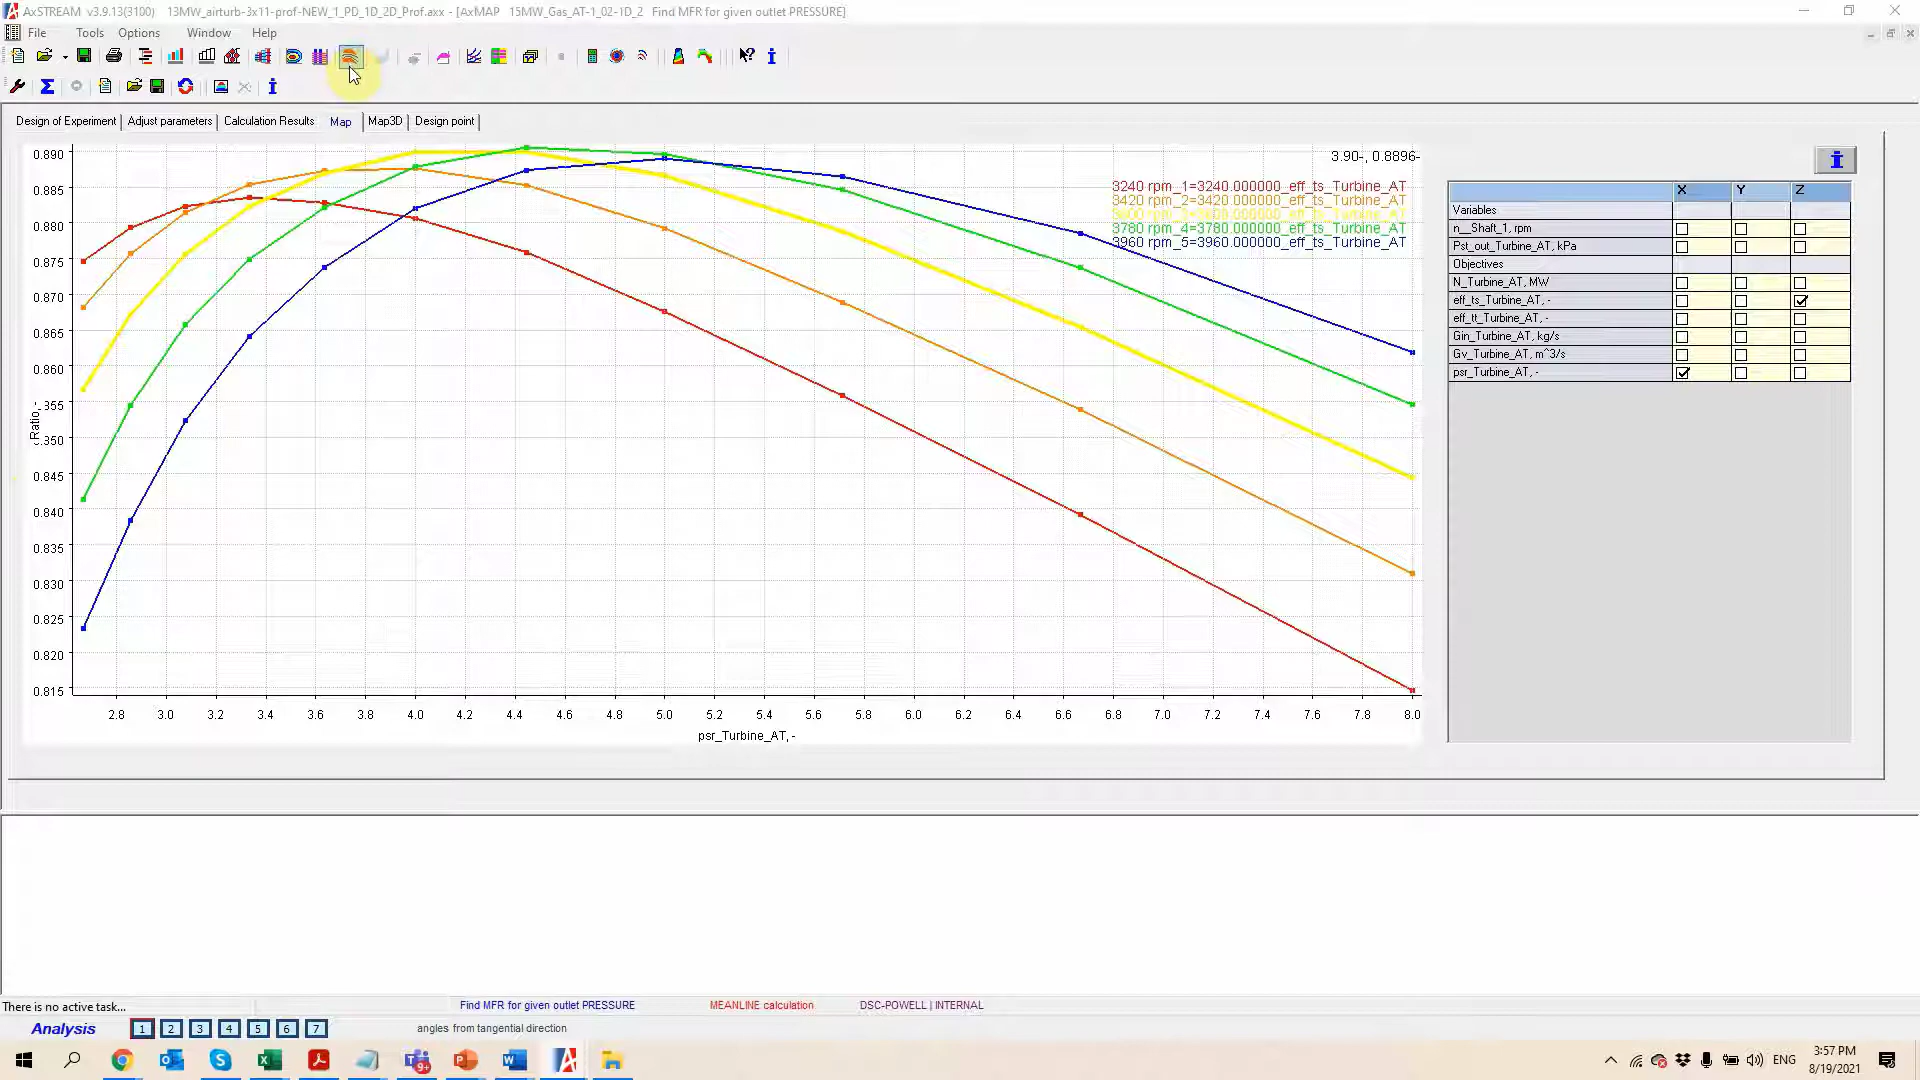 AxSTREAM v3.9.13(3100) 13MW_airturb-3x11-prof-NEW_1_PD_1D_2D_Prof.axx - [AxMAP 15MW_Gas_AT-1_02-1D_2 Find MFR for given outlet PRESSURE]
File Tools Options Window Help
Design of Experiment Adjust parameters Calculation Results Map Map3D Design point
3.90-, 0.8896-
3240 rpm_1=3240.000000_eff_ts_Turbine_AT
3420 rpm_2=3420.000000_eff_ts_Turbine_AT
3780 rpm_4=3780.000000_eff_ts_Turbine_AT
3960 rpm_5=3960.000000_eff_ts_Turbine_AT
0.890
0.885
0.880
0.875
0.870
0.865
0.860
.855
.850
0.845
0.840
0.835
0.830
0.825
0.820
0.815
Ratio, -
2.8 3.0 3.2 3.4 3.6 3.8 4.0 4.2 4.4 4.6 4.8 5.0 5.2 5.4 5.6 5.8 6.0 6.2 6.4 6.6 6.8 7.0 7.2 7.4 7.6 7.8 8.0
psr_Turbine_AT, -
X Y Z
Variables
n__Shaft_1, rpm
Pst_out_Turbine_AT, kPa
Objectives
N_Turbine_AT, MW
eff_ts_Turbine_AT, -
eff_tt_Turbine_AT, -
Gin_Turbine_AT, kg/s
Gv_Turbine_AT, m^3/s
psr_Turbine_AT, -
There is no active task... Find MFR for given outlet PRESSURE MEANLINE calculation DSC-POWELL | INTERNAL
Analysis 1 2 3 4 5 6 7 angles from tangential direction
9+
ENG
3:57 PM
8/19/2021